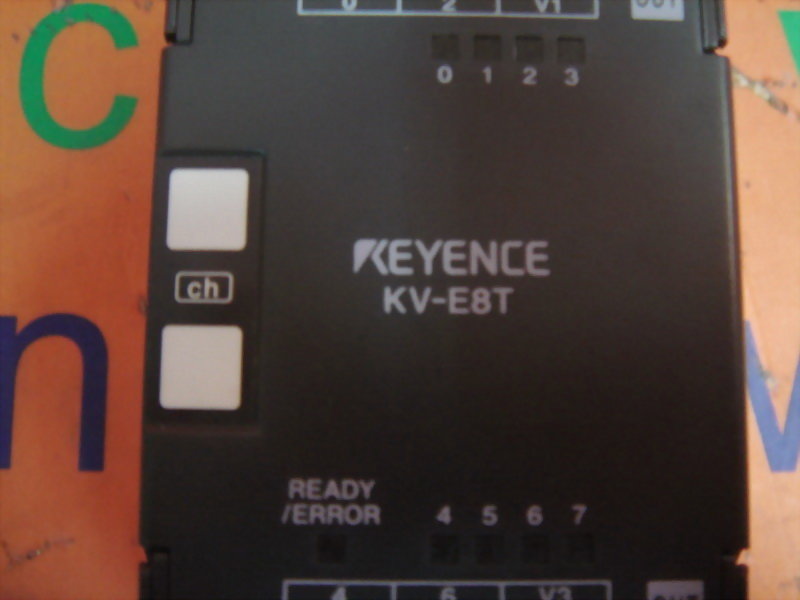 0 2 V1 OUT
0 1 2 3
C
KEYENCE
ch
KV-E8T
n
READY
/ERROR
4 5 6 7
4 6 V3 OUT